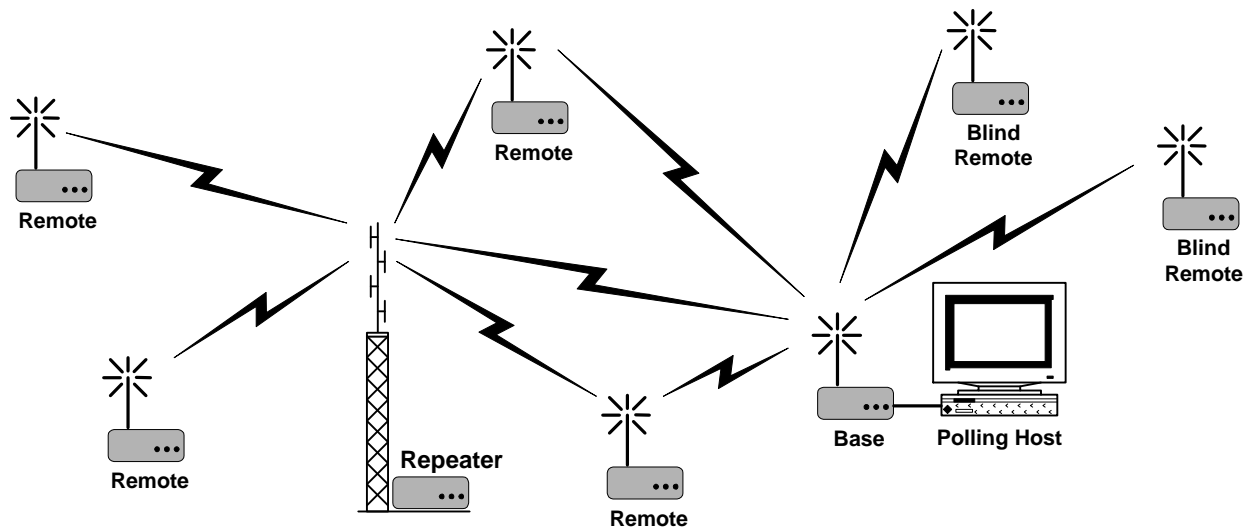 Remote
Remote
Blind
Remote
Blind
Remote
Remote
Repeater
Remote
Base
Polling Host